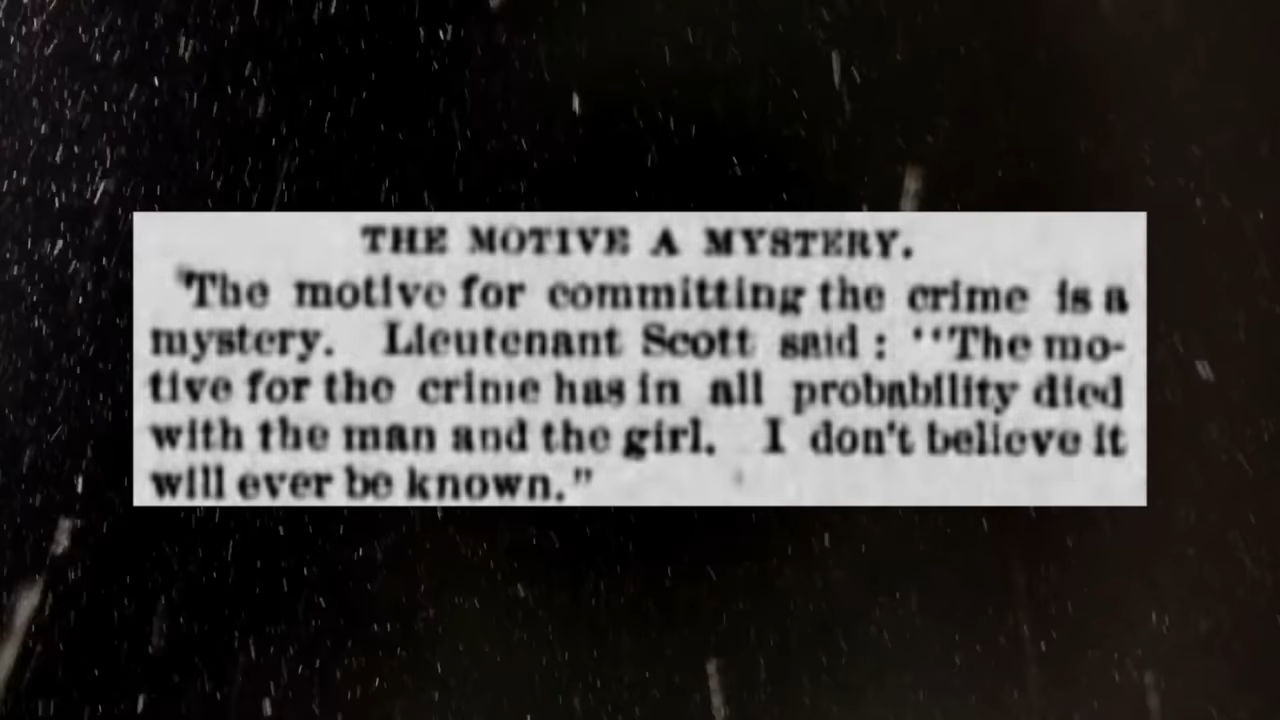 THE MOTIVE A MYSTERY.
The motive for committing the crime is a
mystery. Lieutenant Scott said: "The mo-
tive for the crime has in all probability died
with the man and the girl. I don't believe it
will ever be known."